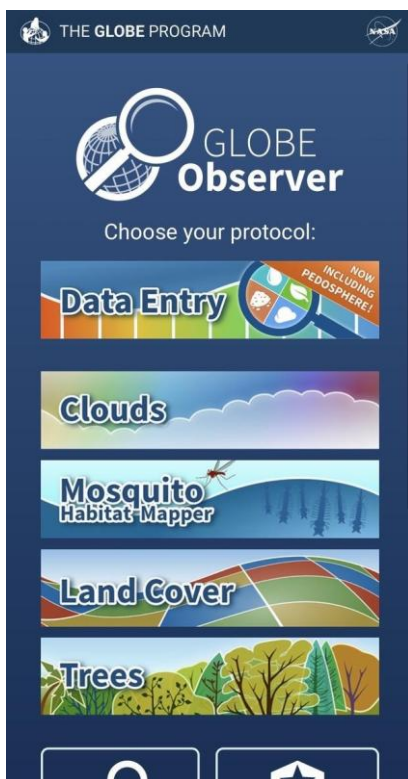 THE GLOBE PROGRAM
NASA
GLOBE
Observer
Choose your protocol:
Data Entry
NOW
INCLUDING
PEDOSPHERE!
Clouds
Mosquito
Habitat Mapper
Land Cover
Trees